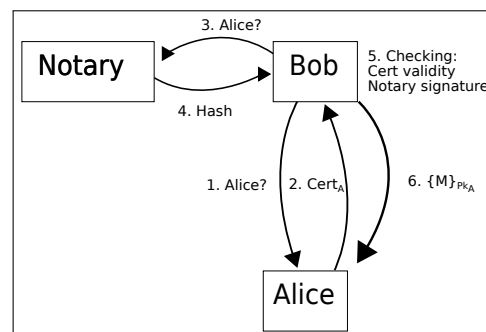 3. Alice?
Notary
Bob
5. Checking:
Cert validity
Notary signature
4. Hash
1. Alice?
2. Cert_A
6. {M}_Pk_A
Alice